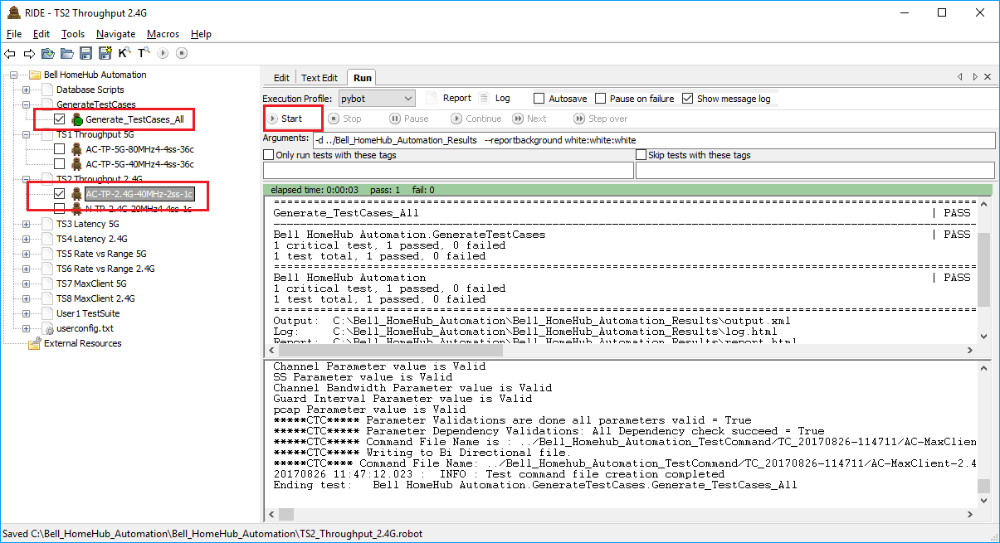 RIDE - TS2 Throughput 2.4G
File Edit Tools Navigate Macros Help
K T
Bell HomeHub Automation
Database Scripts
GenerateTestCases
Generate_TestCases_All
TS1 Throughput 5G
AC-TP-5G-80MHz4-4ss-36c
AC-TP-5G-40MHz4-4ss-36c
TS2 Throughput 2.4G
AC-TP-2.4G-40MHz-2ss-1c
N-TP-2.4G-20MHz4-4ss-1c
TS3 Latency 5G
TS4 Latency 2.4G
TS5 Rate vs Range 5G
TS6 Rate vs Range 2.4G
TS7 MaxClient 5G
TS8 MaxClient 2.4G
User1 TestSuite
userconfig.txt
External Resources
Edit Text Edit Run
Execution Profile: pybot Report Log Autosave Pause on failure Show message log
Start Stop Pause Continue Next Step over
Arguments: -d ../Bell_HomeHub_Automation_Results --reportbackground white:white:white
Only run tests with these tags Skip tests with these tags
elapsed time: 0:00:03 pass: 1 fail: 0
==============================================================================
Generate_TestCases_All | PASS
------------------------------------------------------------------------------
Bell HomeHub Automation.GenerateTestCases | PASS
1 critical test, 1 passed, 0 failed
1 test total, 1 passed, 0 failed
==============================================================================
Bell HomeHub Automation | PASS
1 critical test, 1 passed, 0 failed
1 test total, 1 passed, 0 failed
==============================================================================
Output: C:\Bell_HomeHub_Automation\Bell_HomeHub_Automation_Results\output.xml
Log: C:\Bell_HomeHub_Automation\Bell_HomeHub_Automation_Results\log.html
Report: C:\Bell_HomeHub_Automation\Bell_HomeHub_Automation_Results\report.html
Channel Parameter value is Valid
SS Parameter value is Valid
Channel Bandwidth Parameter value is Valid
Guard Interval Parameter value is Valid
pcap Parameter value is Valid
*****CTC***** Parameter Validations are done all parameters valid = True
*****CTC***** Parameter Dependency Validations: All Dependency check succeed = True
*****CTC***** Command File Name is : ../Bell_Homehub_Automation_TestCommand/TC_20170826-114711/AC-MaxClien
*****CTC***** Writing to Bi Directional file.
*****CTC**** Command File Name: ../Bell_Homehub_Automation_TestCommand/TC_20170826-114711/AC-MaxClient-2.4
20170826 11:47:12.023 : INFO : Test command file creation completed
Ending test: Bell HomeHub Automation.GenerateTestCases.Generate_TestCases_All
Saved C:\Bell_HomeHub_Automation\Bell_HomeHub_Automation\TS2_Throughput_2.4G.robot